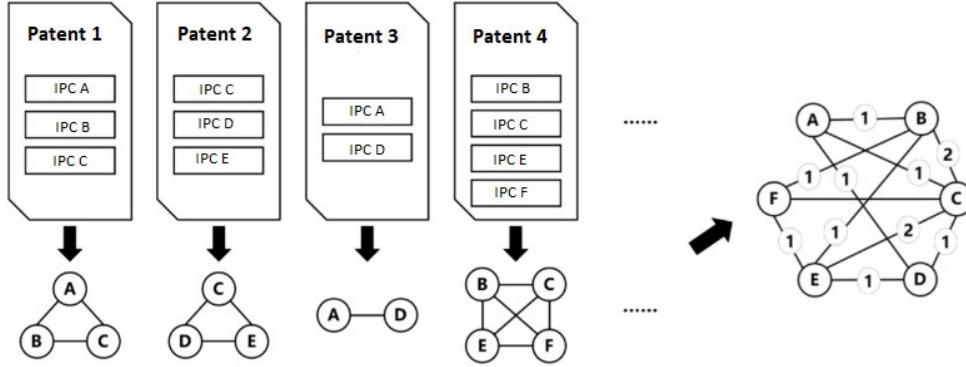 Patent 1
IPC A
IPC B
IPC C
Patent 2
IPC C
IPC D
IPC E
Patent 3
IPC A
IPC D
Patent 4
IPC B
IPC C
IPC E
IPC F
......
A
B
C
C
D
E
A D
B C
E F
......
A 1 B
2
1 1 1
F C
1 1 2 1
E 1 D